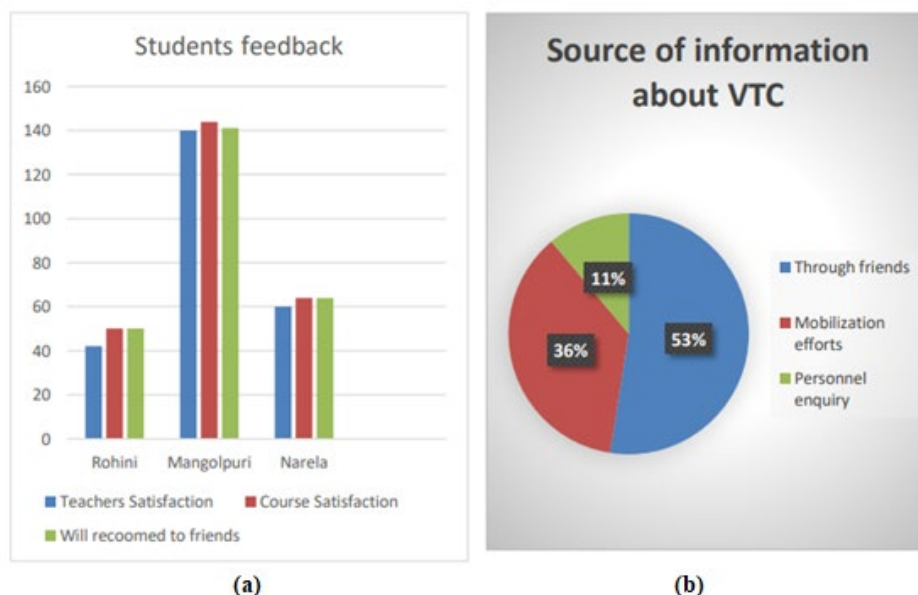 Students feedback
160
140
120
100
80
60
40
20
0
Rohini Mangolpuri Narela
Teachers Satisfaction Course Satisfaction
Will recoomed to friends
(a)
Source of information
about VTC
11%
36%
53%
Through friends
Mobilization
efforts
Personnel
enquiry
(b)